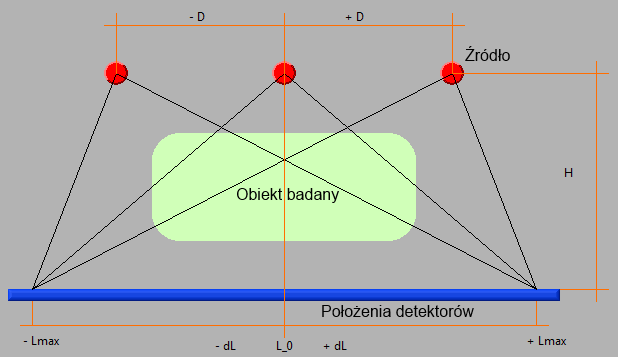 - D
+ D
Źródło
H
Obiekt badany
Położenia detektorów
- Lmax
- dL
L_0
+ dL
+ Lmax